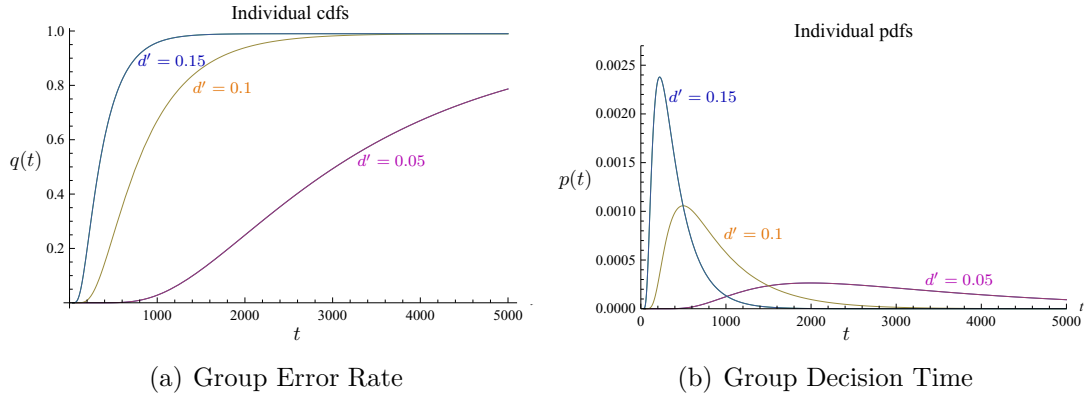 Individual cdfs
1.0
0.8
0.6
0.4
0.2
q(t)
d′ = 0.15
d′ = 0.1
d′ = 0.05
1000
2000
3000
4000
5000
t
(a) Group Error Rate
Individual pdfs
0.0025
0.0020
0.0015
0.0010
0.0005
0.0000
p(t)
d′ = 0.15
d′ = 0.1
d′ = 0.05
0
1000
2000
3000
4000
5000
t
t
(b) Group Decision Time